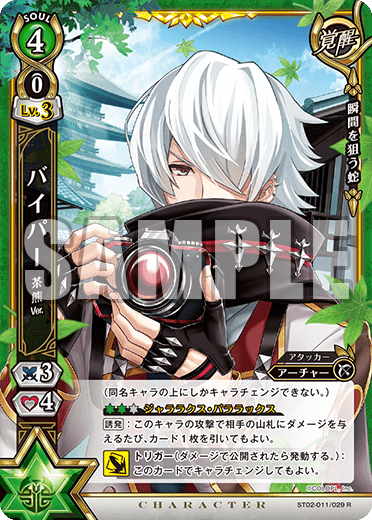 SOUL
4
0
Lv.3
覚醒
瞬間を狙う蛇
バイパー 茶熊Ver.
SAMPLE
3
4
アタッカー
アーチャー
(同名キャラの上にしかキャラチェンジできない。)
★★★ジャララクス・パララックス
誘発:このキャラの攻撃で相手の山札にダメージを
与えるたび、カード1枚を引いてもよい。
トリガー(ダメージで公開されたら発動する。):
このカードでキャラチェンジしてもよい。
©COLOPL, Inc.
CHARACTER
ST02-011/029 R